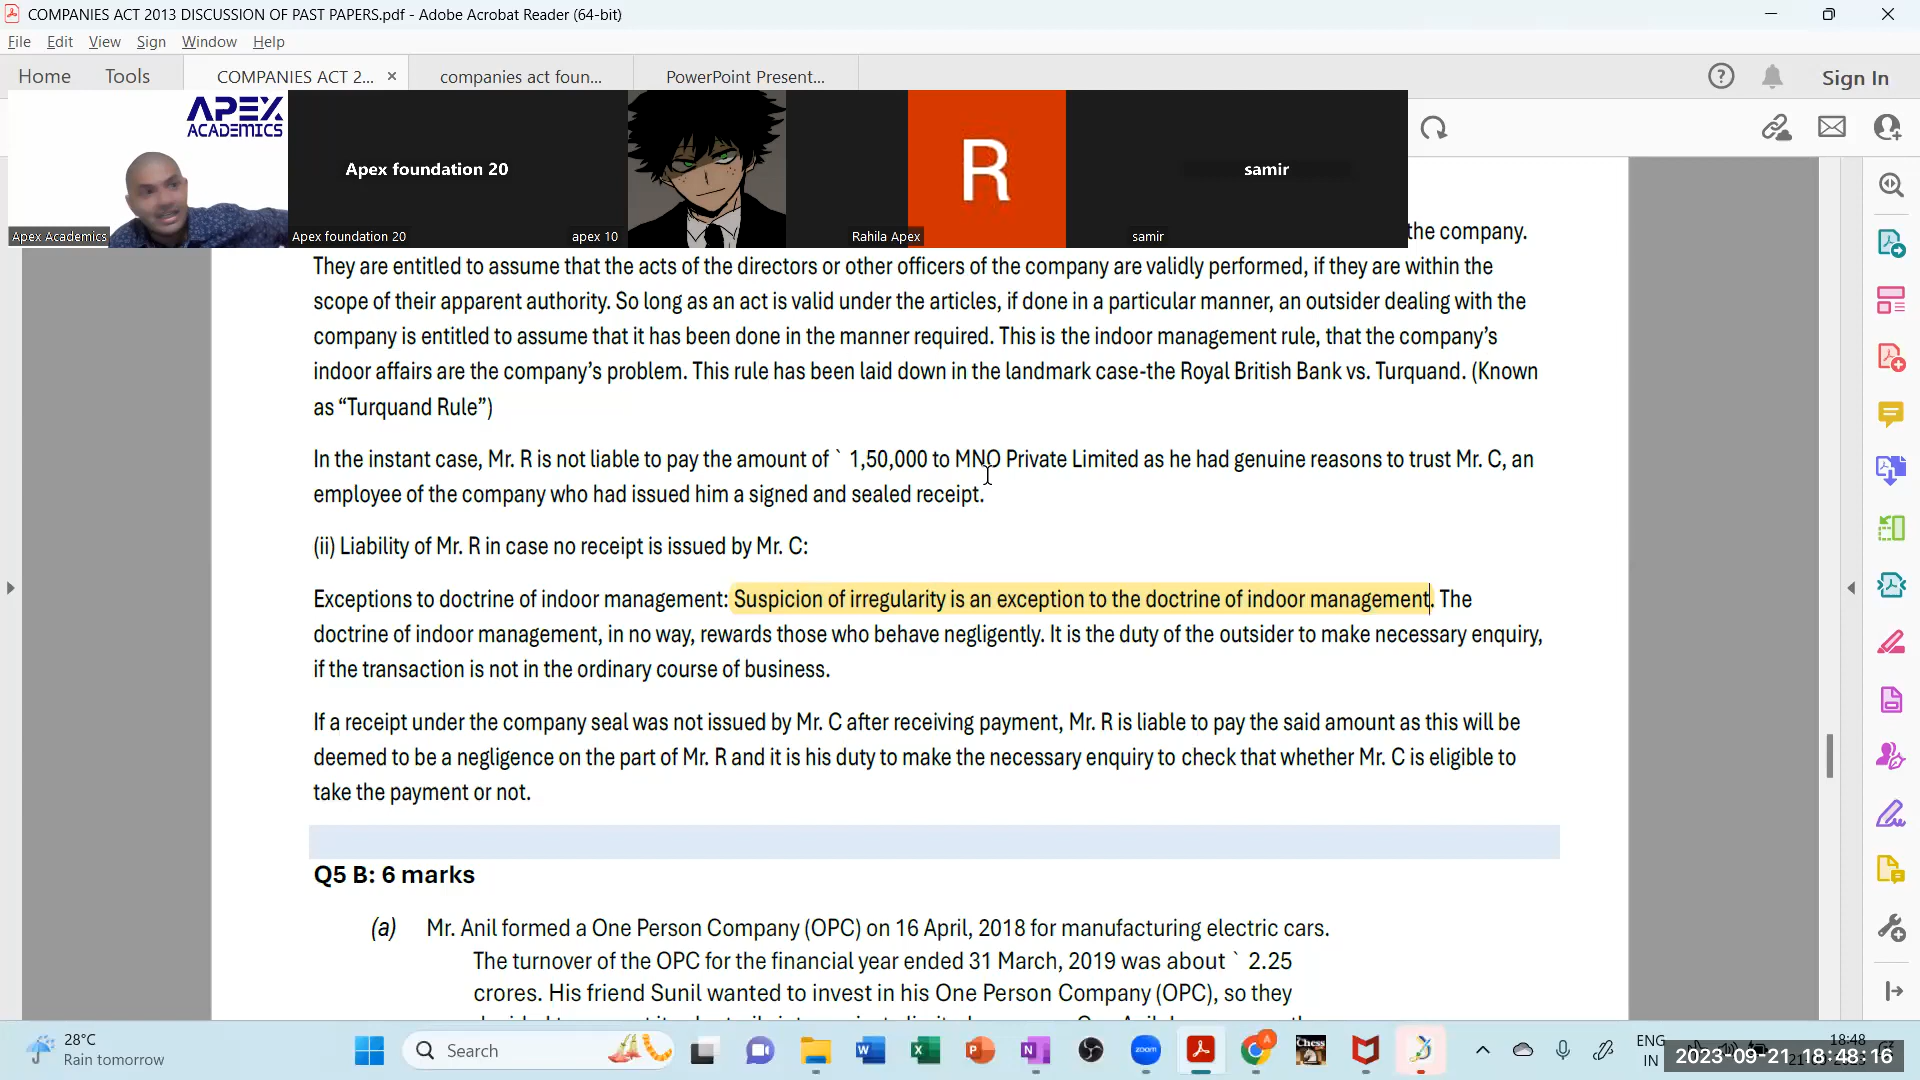 COMPANIES ACT 2013 DISCUSSION OF PAST PAPERS.pdf - Adobe Acrobat Reader (64-bit)
File Edit View Sign Window Help
Home Tools COMPANIES ACT 2... × companies act foun... PowerPoint Present... Sign In
APEX
ACADEMICS
Apex foundation 20
R
samir
Apex Academics Apex foundation 20 apex 10 Rahila Apex samir
the company.
They are entitled to assume that the acts of the directors or other officers of the company are validly performed, if they are within the
scope of their apparent authority. So long as an act is valid under the articles, if done in a particular manner, an outsider dealing with the
company is entitled to assume that it has been done in the manner required. This is the indoor management rule, that the company’s
indoor affairs are the company’s problem. This rule has been laid down in the landmark case-the Royal British Bank vs. Turquand. (Known
as “Turquand Rule”)
In the instant case, Mr. R is not liable to pay the amount of ` 1,50,000 to MNO Private Limited as he had genuine reasons to trust Mr. C, an
employee of the company who had issued him a signed and sealed receipt.
(ii) Liability of Mr. R in case no receipt is issued by Mr. C:
Exceptions to doctrine of indoor management: Suspicion of irregularity is an exception to the doctrine of indoor management. The
doctrine of indoor management, in no way, rewards those who behave negligently. It is the duty of the outsider to make necessary enquiry,
if the transaction is not in the ordinary course of business.
If a receipt under the company seal was not issued by Mr. C after receiving payment, Mr. R is liable to pay the said amount as this will be
deemed to be a negligence on the part of Mr. R and it is his duty to make the necessary enquiry to check that whether Mr. C is eligible to
take the payment or not.
Q5 B: 6 marks
(a) Mr. Anil formed a One Person Company (OPC) on 16 April, 2018 for manufacturing electric cars.
The turnover of the OPC for the financial year ended 31 March, 2019 was about ` 2.25
crores. His friend Sunil wanted to invest in his One Person Company (OPC), so they
28°C
Rain tomorrow
Search
zoom
Chess
ENG
IN
18:48
2023-09-21 18:48:16